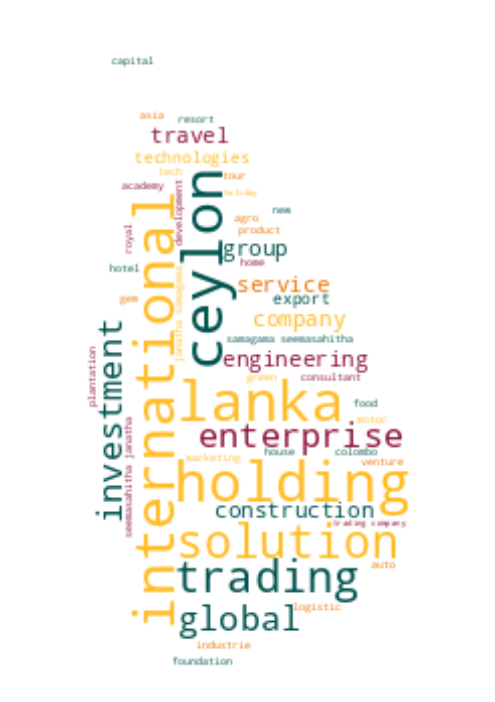 capital
asia
resort
travel
technologies
tech
tour
academy
development
holiday
ceylon
international
new
agro
royal
product
group
home
hotel
janatha samagama
service
gem
export
company
samagama seemasahitha
investment
engineering
plantation
green
consultant
lanka
food
motor
enterprise
seemasahitha janatha
house
colombo
marketing
venture
holding
construction
trading company
solution
auto
trading
logistic
global
industrie
foundation